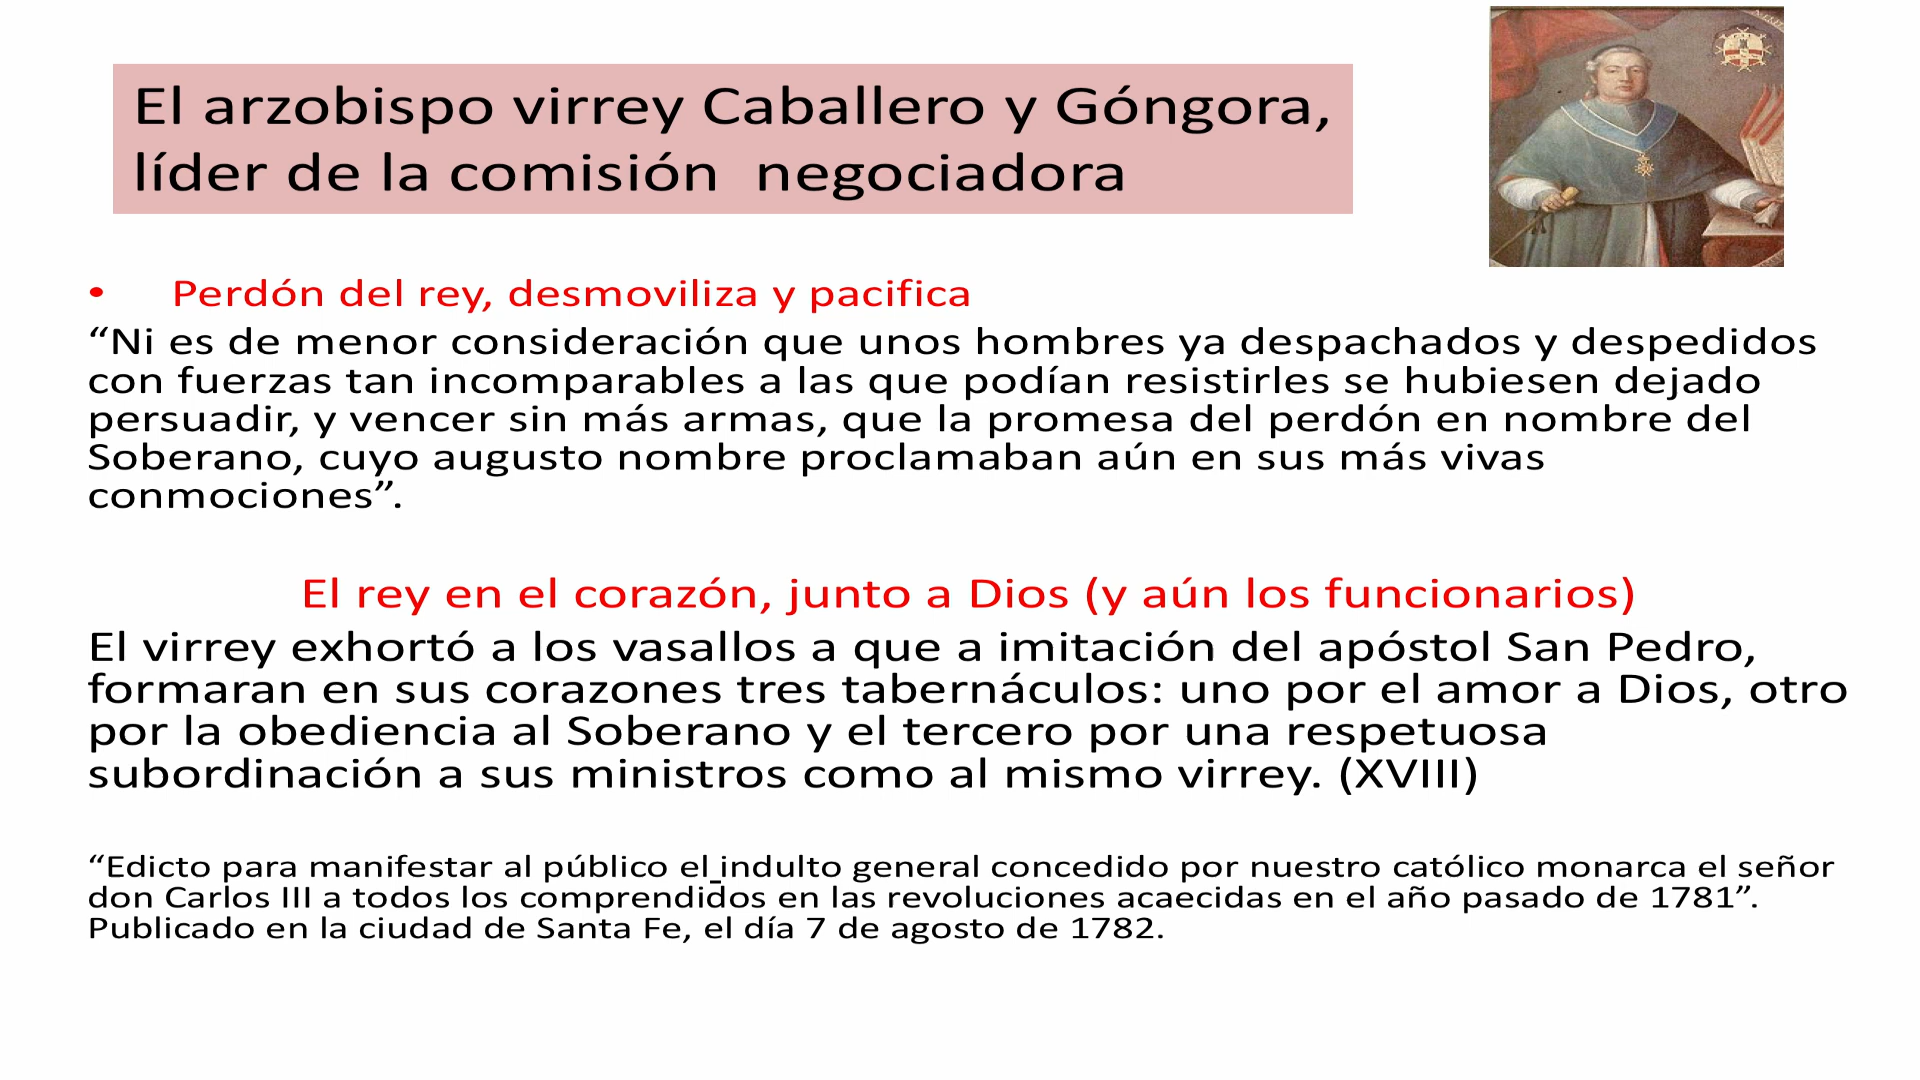 El arzobispo virrey Caballero y Góngora,
líder de la comisión negociadora
• Perdón del rey, desmoviliza y pacifica
“Ni es de menor consideración que unos hombres ya despachados y despedidos
con fuerzas tan incomparables a las que podían resistirles se hubiesen dejado
persuadir, y vencer sin más armas, que la promesa del perdón en nombre del
Soberano, cuyo augusto nombre proclamaban aún en sus más vivas
conmociones”.
El rey en el corazón, junto a Dios (y aún los funcionarios)
El virrey exhortó a los vasallos a que a imitación del apóstol San Pedro,
formaran en sus corazones tres tabernáculos: uno por el amor a Dios, otro
por la obediencia al Soberano y el tercero por una respetuosa
subordinación a sus ministros como al mismo virrey. (XVIII)
“Edicto para manifestar al público el indulto general concedido por nuestro católico monarca el señor
don Carlos III a todos los comprendidos en las revoluciones acaecidas en el año pasado de 1781”.
Publicado en la ciudad de Santa Fe, el día 7 de agosto de 1782.